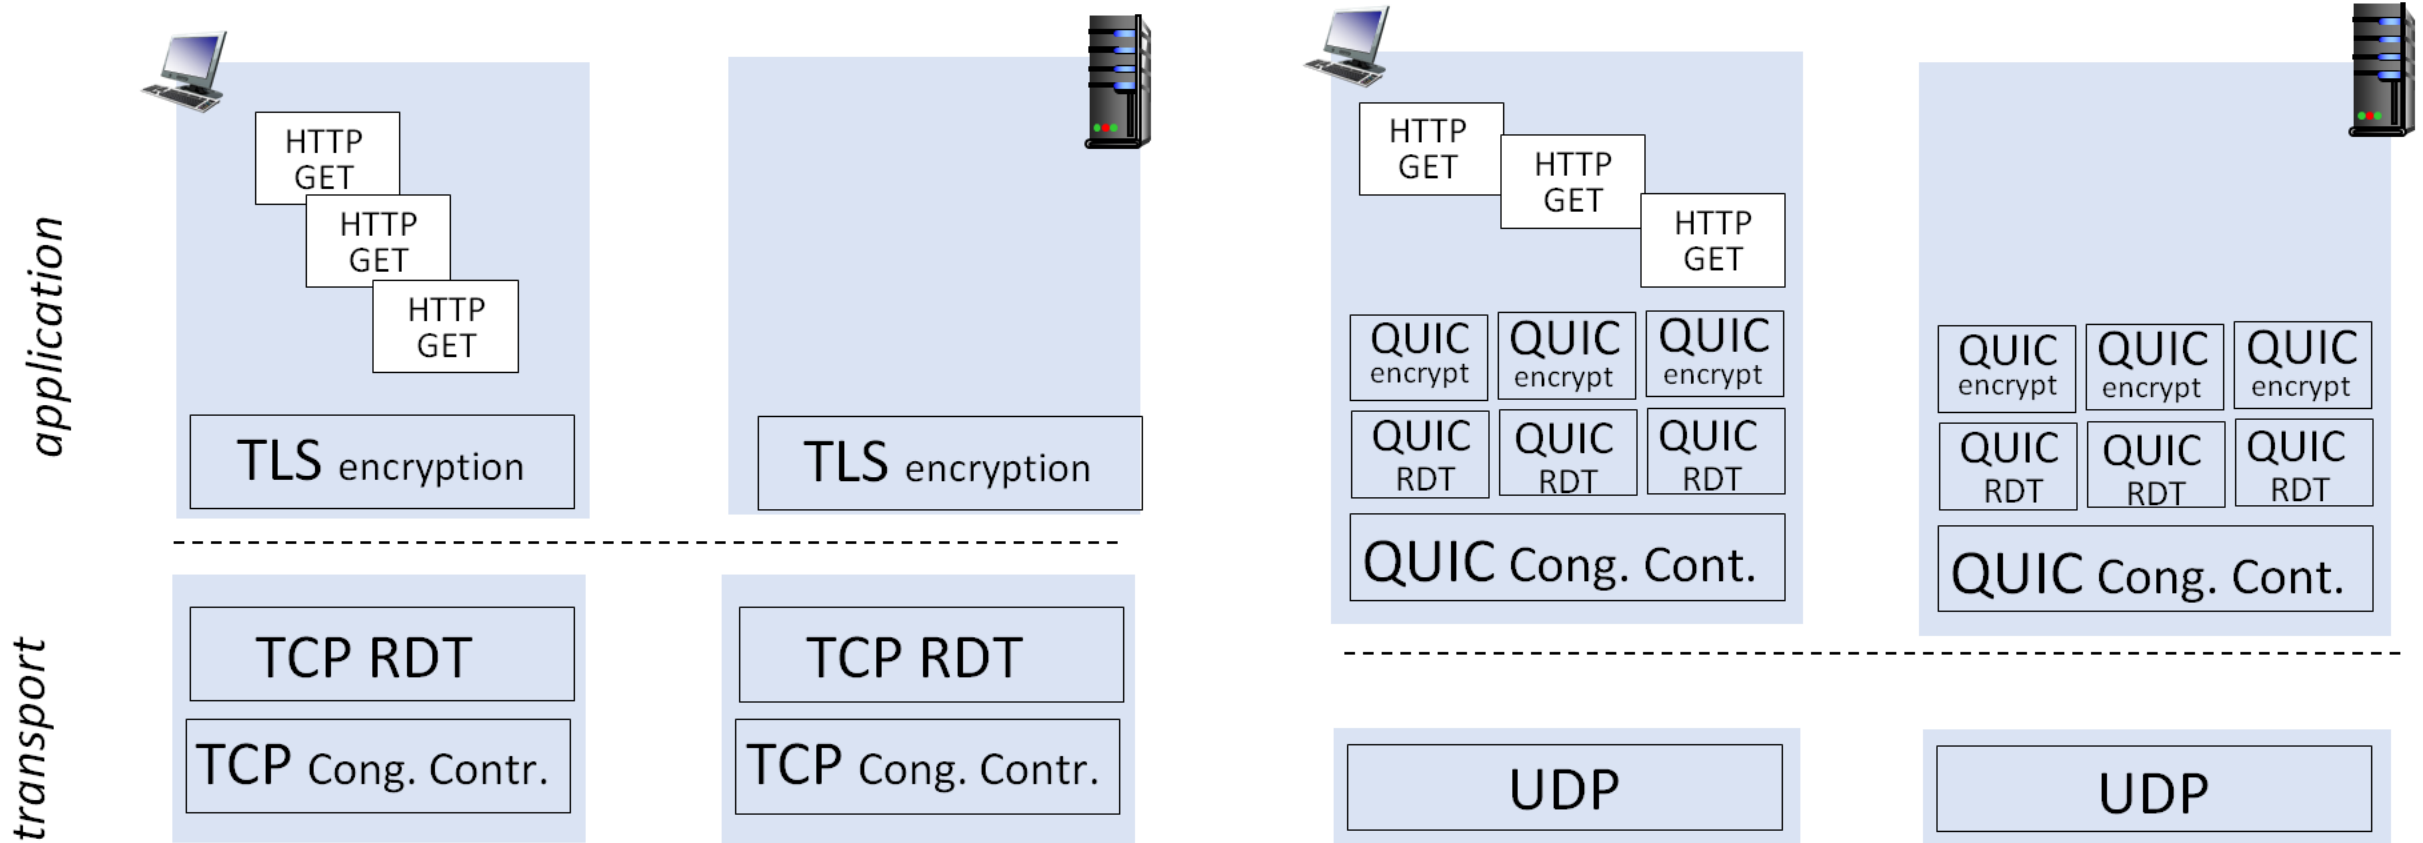 application
HTTP
GET
HTTP
GET
HTTP
GET
TLS encryption
TLS encryption
transport
TCP RDT
TCP Cong. Contr.
TCP RDT
TCP Cong. Contr.
HTTP
GET
HTTP
GET
HTTP
GET
QUIC
encrypt
QUIC
encrypt
QUIC
encrypt
QUIC
RDT
QUIC
RDT
QUIC
RDT
QUIC Cong. Cont.
QUIC
encrypt
QUIC
encrypt
QUIC
encrypt
QUIC
RDT
QUIC
RDT
QUIC
RDT
QUIC Cong. Cont.
UDP
UDP